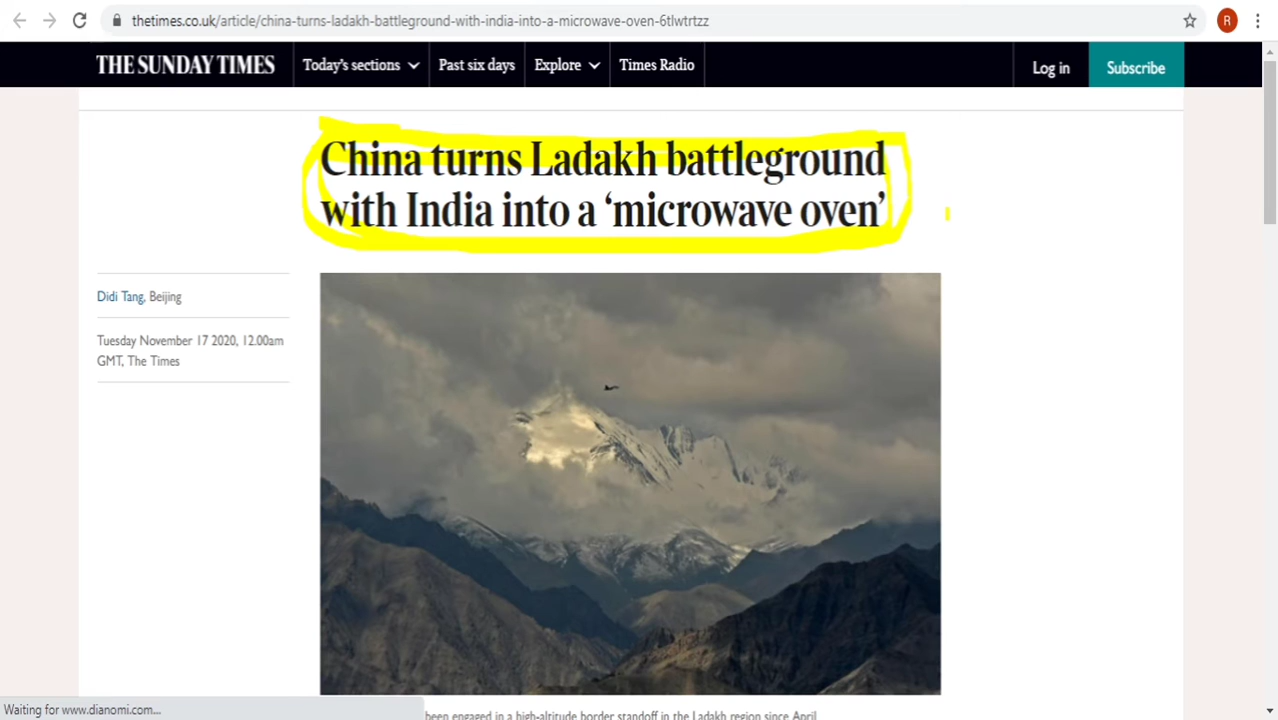 thetimes.co.uk/article/china-turns-ladakh-battleground-with-india-into-a-microwave-oven-6tlwtrtzz
R
THE SUNDAY TIMES
Today's sections
Past six days
Explore
Times Radio
Log in
Subscribe
China turns Ladakh battleground
with India into a ‘microwave oven’
Didi Tang, Beijing
Tuesday November 17 2020, 12.00am
GMT, The Times
Waiting for www.dianomi.com...
been engaged in a high-altitude border standoff in the Ladakh region since April